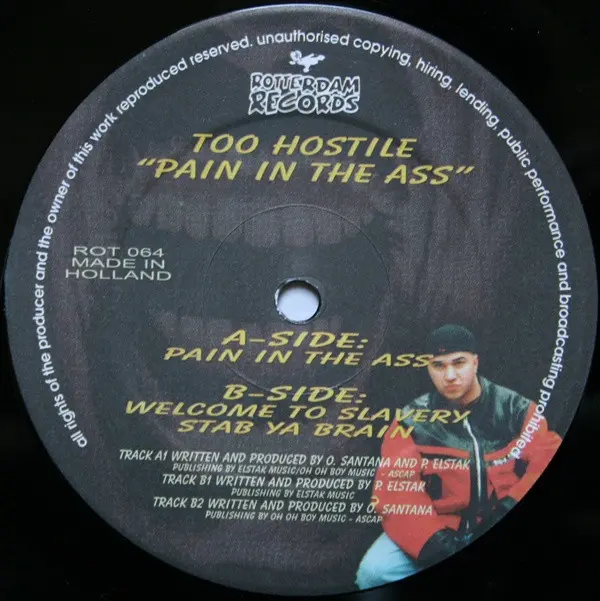 all rights of the producer and the owner of this work reproduced reserved, unauthorised copying, hiring, lending, public performance and broadcasting prohibited
ROTTERDAM
RECORDS
TOO HOSTILE
"PAIN IN THE ASS"
ROT 064
MADE IN
HOLLAND
A-SIDE:
PAIN IN THE ASS
B-SIDE:
WELCOME TO SLAVERY
STAB YA BRAIN
TRACK A1 WRITTEN AND PRODUCED BY O. SANTANA AND P. ELSTAK
PUBLISHING BY ELSTAK MUSIC/OH OH BOY MUSIC - ASCAP
TRACK B1 WRITTEN AND PRODUCED BY P. ELSTAK
PUBLISHING BY ELSTAK MUSIC
TRACK B2 WRITTEN AND PRODUCED BY O. SANTANA
PUBLISHING BY OH OH BOY MUSIC - ASCAP